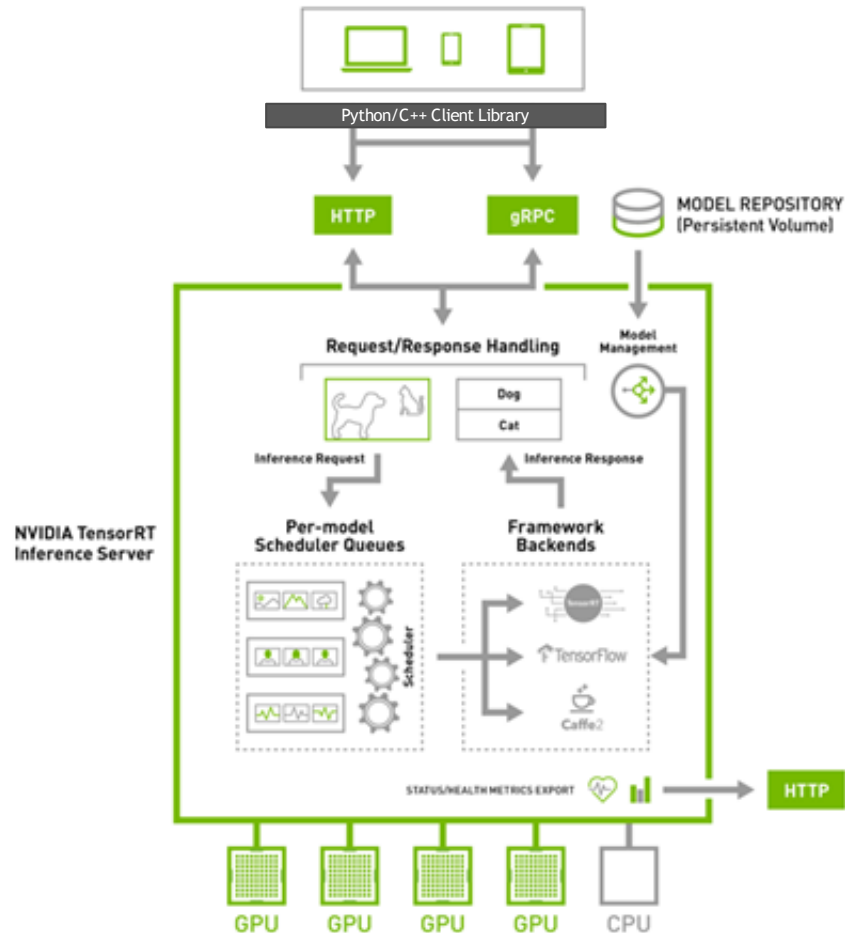 Python/C++ Client Library
HTTP
gRPC
MODEL REPOSITORY
(Persistent Volume)
Model
Management
Request/Response Handling
Dog
Cat
Inference Request
Inference Response
NVIDIA TensorRT
Inference Server
Per-model
Scheduler Queues
Framework
Backends
Scheduler
TensorRT
TensorFlow
Caffe2
STATUS/HEALTH METRICS EXPORT
HTTP
GPU
GPU
GPU
GPU
CPU